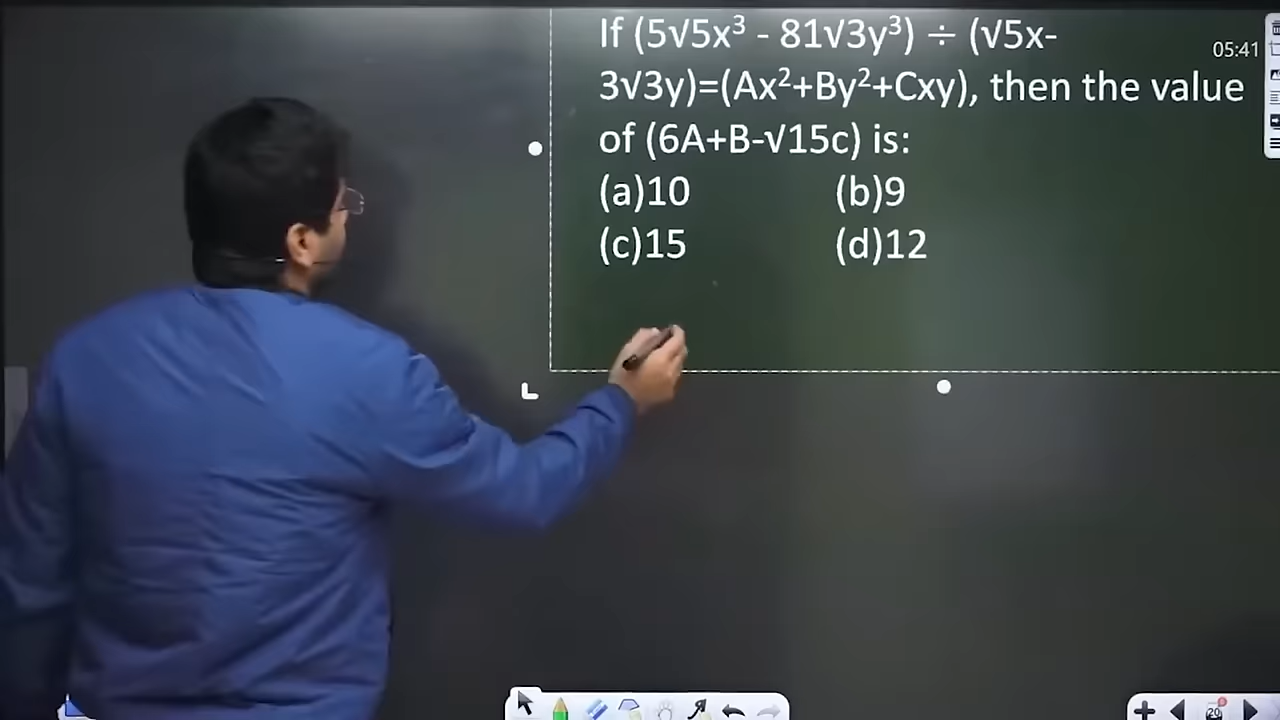 If (5√5x³ - 81√3y³) ÷ (√5x-
05:41
3√3y)=(Ax²+By²+Cxy), then the value
of (6A+B-√15c) is:
(a)10 (b)9
(c)15 (d)12
20